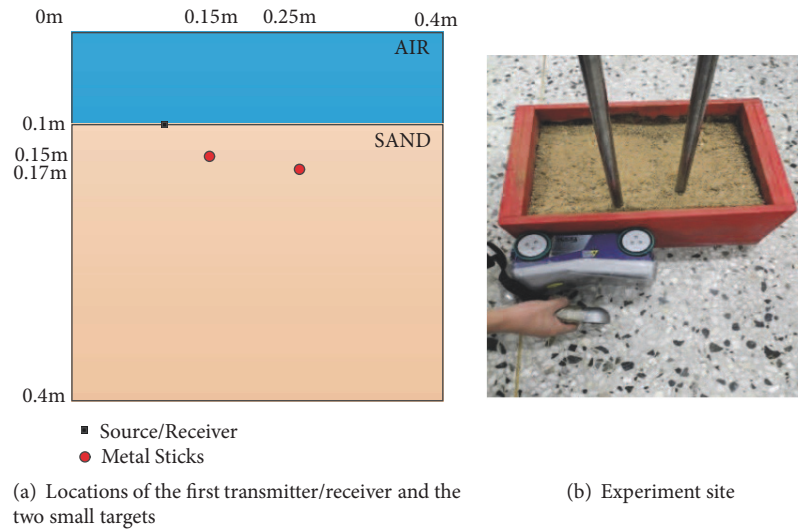 0m 0.15m 0.25m 0.4m
AIR
0.1m
SAND
0.15m
0.17m
0.4m
Source/Receiver
Metal Sticks
(a) Locations of the first transmitter/receiver and the
two small targets
(b) Experiment site